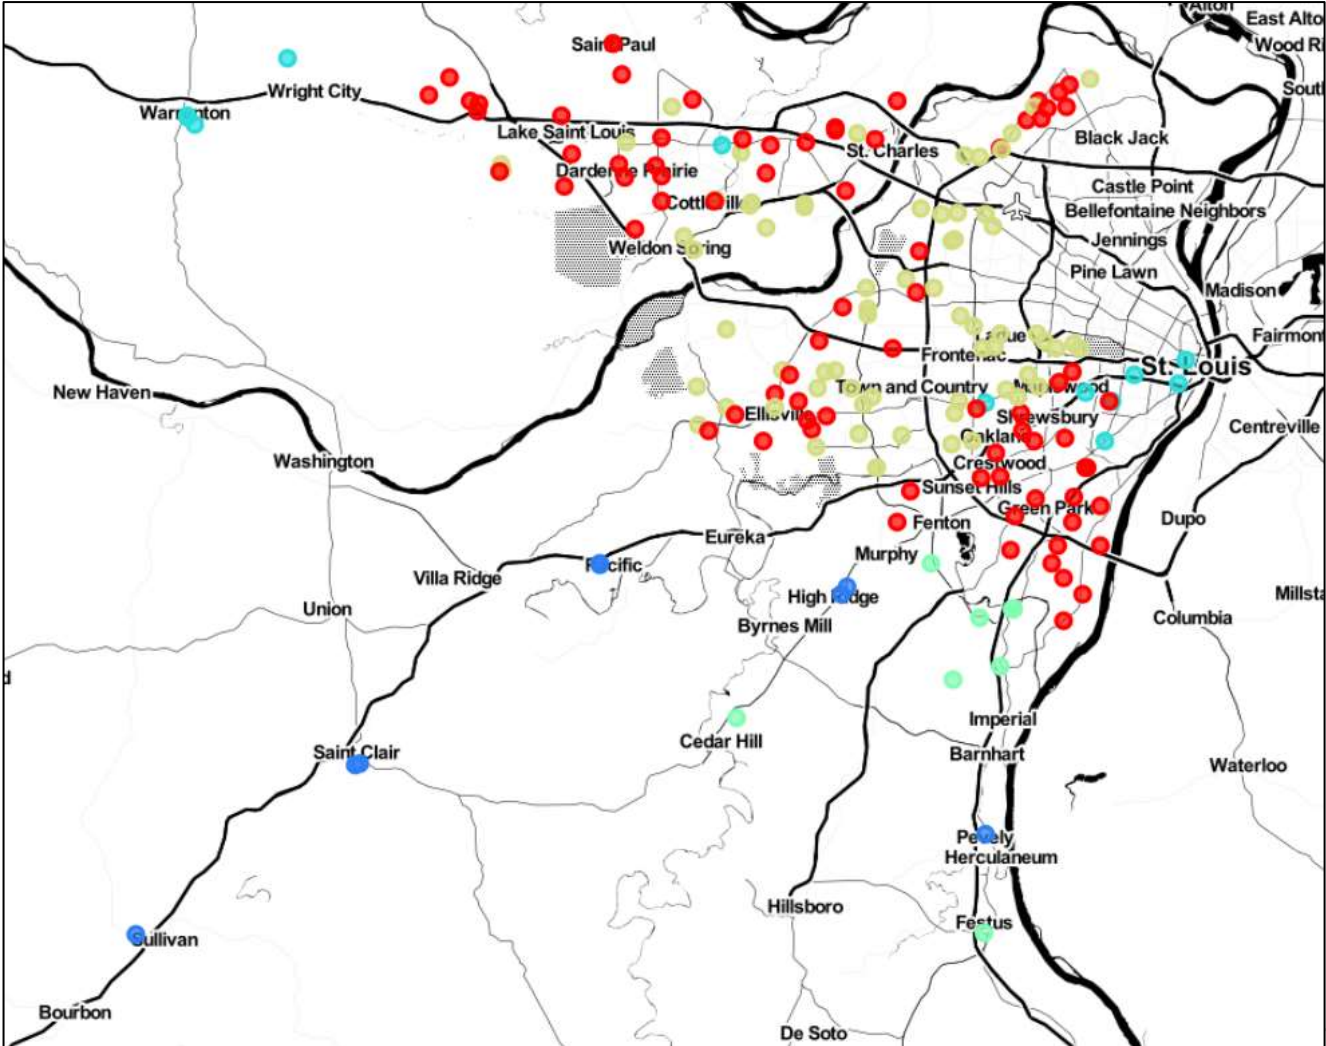 Alton
East Alto
Wood Ri
Saint Paul
South
Wright City
Warrenton
Lake Saint Louis
Black Jack
St. Charles
Dardenne Prairie
Castle Point
Cottleville
Bellefontaine Neighbors
Jennings
Weldon Spring
Pine Lawn
Madison
Ladue
Fairmont
Frontenac
St. Louis
New Haven
Town and Country
Maplewood
Ellisville
Shrewsbury
Oakland
Centreville
Washington
Crestwood
Sunset Hills
Green Park
Fenton
Dupo
Eureka
Murphy
Pacific
Villa Ridge
High Ridge
Millsta
Union
Byrnes Mill
Columbia
d
Imperial
Cedar Hill
Saint Clair
Barnhart
Waterloo
Pevely
Herculaneum
Hillsboro
Festus
Sullivan
Bourbon
De Soto